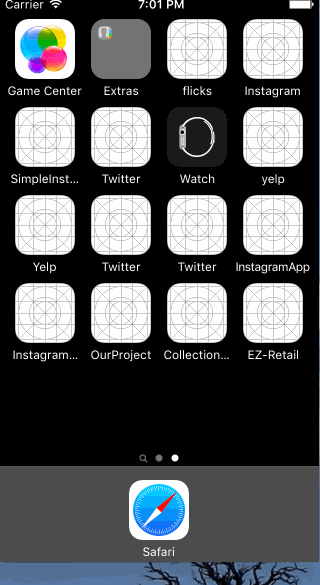 Carrier 7:01 PM
Game Center Extras flicks Instagram
SimpleInst... Twitter Watch yelp
Yelp Twitter Twitter InstagramApp
Instagram... OurProject Collection... EZ-Retail
Safari